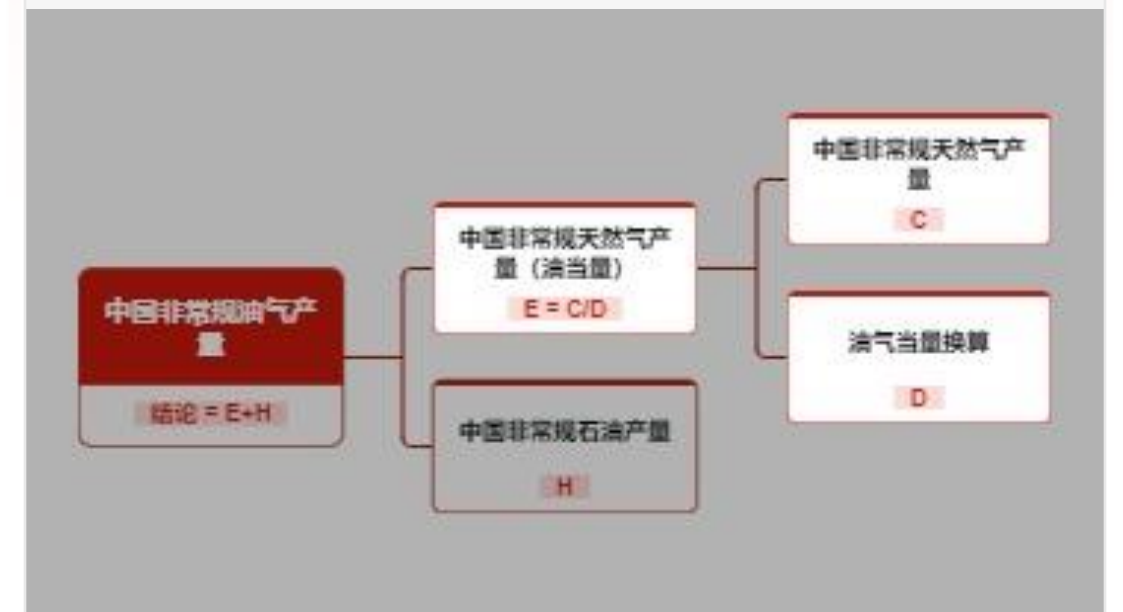 中国非常规油气产
量
结论 = E+H
中国非常规天然气产
量（油当量）
E = C/D
中国非常规石油产量
H
中国非常规天然气产
量
C
油气当量换算
D